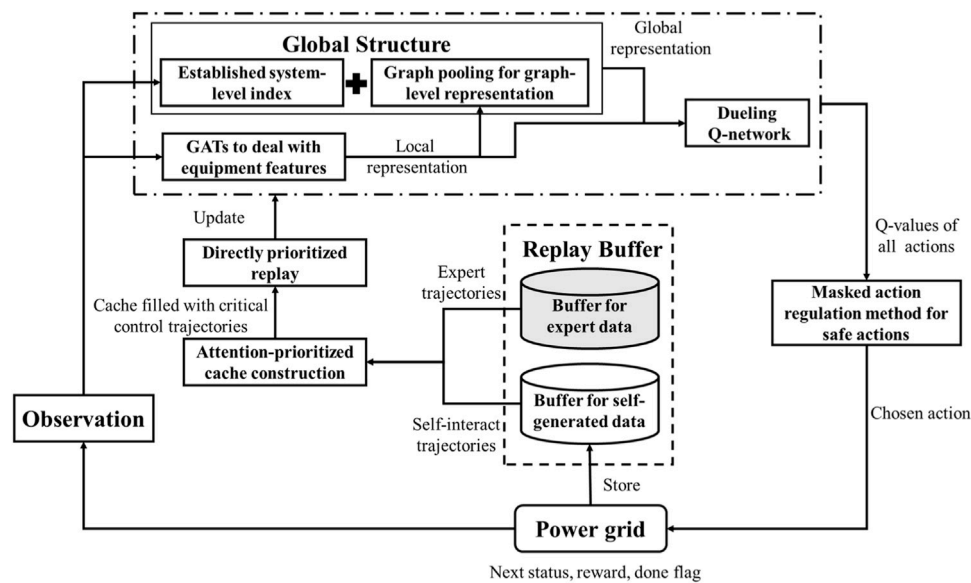 Global Structure
Global
representation
Established system-
level index
Graph pooling for graph-
level representation
Dueling
Q-network
GATs to deal with
equipment features
Local
representation
Update
Directly prioritized
replay
Cache filled with critical
control trajectories
Attention-prioritized
cache construction
Replay Buffer
Expert
trajectories
Buffer for
expert data
Buffer for self-
generated data
Self-interact
trajectories
Store
Q-values of
all actions
Masked action
regulation method for
safe actions
Chosen action
Observation
Power grid
Next status, reward, done flag